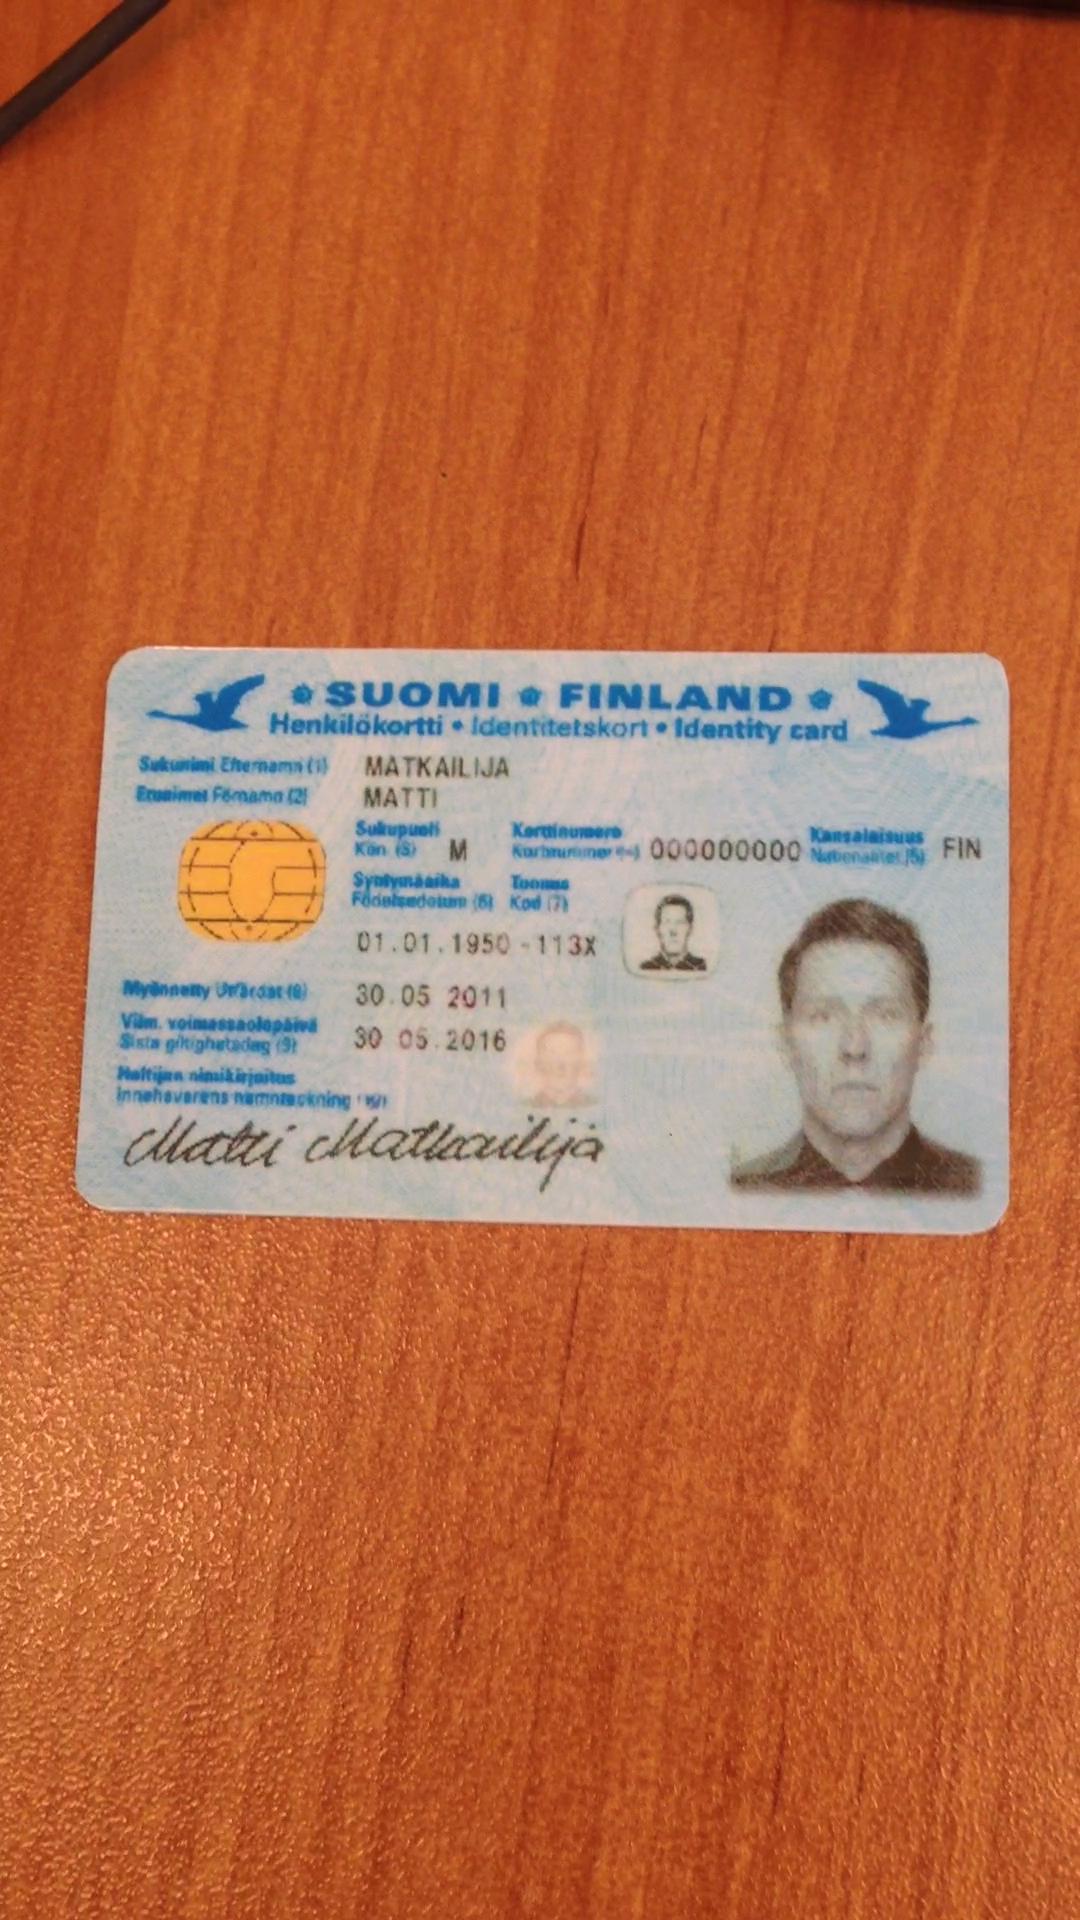 SUOMI FINLAND
Henkilökortti • Identitetskort • Identity card
Sukunimi Efternamn (1) MATKAILIJA
Etunimet Förnamn (2) MATTI
Sukupuoli Korttinumero Kansalaisuus
Kön (3) M Kortnummer 000000000 Nationalitet (5) FIN
Syntymäaika Tunnus
Födelsedatum (6) Kod (7)
01.01.1950 -113X
Myönnetty Utfärdat (8) 30.05 2011
Viim. voimassaolopäivä
Sista giltighetsdag (9) 30 05.2016
Haltijan nimikirjoitus
Innehavarens namnteckning
Matti Matkailija